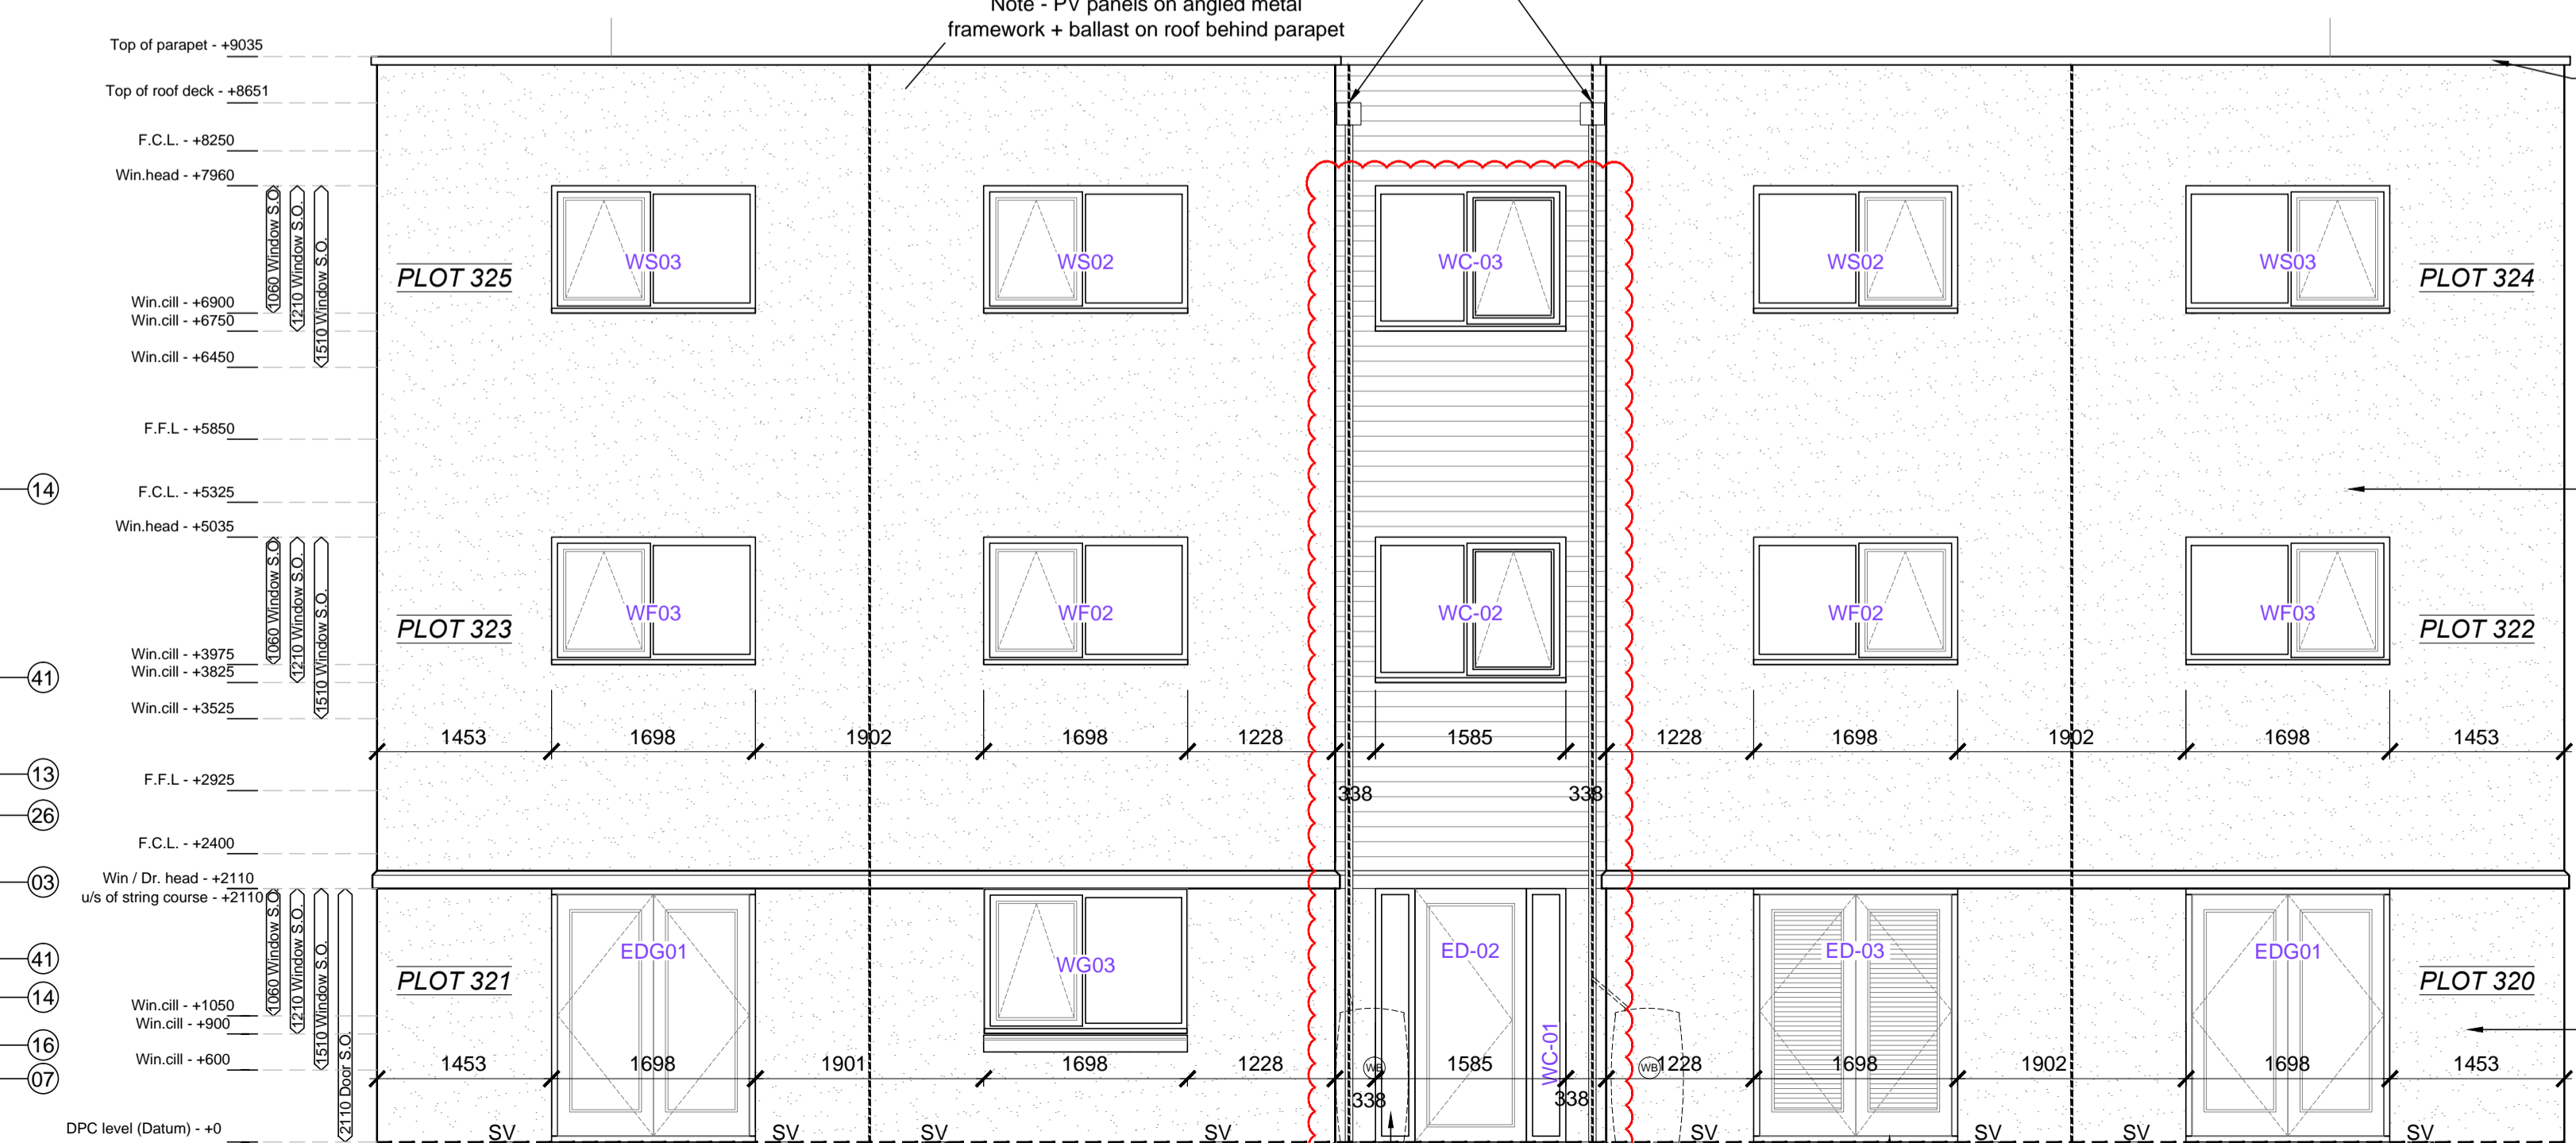 Note - PV panels on angled metal
framework + ballast on roof behind parapet
Top of parapet - +9035
Top of roof deck - +8651
F.C.L. - +8250
Win.head - +7960
1060 Window S.O.
1210 Window S.O.
1510 Window S.O.
PLOT 325
WS03
WS02
WC-03
WS02
WS03
PLOT 324
Win.cill - +6900
Win.cill - +6750
Win.cill - +6450
F.F.L - +5850
14
F.C.L. - +5325
Win.head - +5035
1060 Window S.O.
1210 Window S.O.
1510 Window S.O.
PLOT 323
WF03
WF02
WC-02
WF02
WF03
PLOT 322
Win.cill - +3975
Win.cill - +3825
41
Win.cill - +3525
1453
1698
1902
1698
1228
1585
1228
1698
1902
1698
1453
13
F.F.L - +2925
338
338
26
F.C.L. - +2400
03
Win / Dr. head - +2110
u/s of string course - +2110
1060 Window S.O.
1210 Window S.O.
1510 Window S.O.
2110 Door S.O.
41
PLOT 321
EDG01
WG03
ED-02
WC-01
ED-03
EDG01
PLOT 320
14
Win.cill - +1050
Win.cill - +900
16
Win.cill - +600
07
1453
1698
1901
1698
1228
WB
1585
WB
1228
1698
1902
1698
1453
338
338
DPC level (Datum) - +0
SV
SV
SV
SV
SV
SV
SV
SV